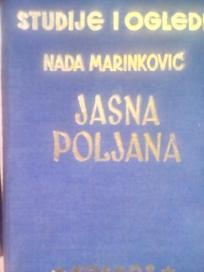 STUDIJE I OGLEDI
NADA MARINKOVIĆ
JASNA
POLJANA